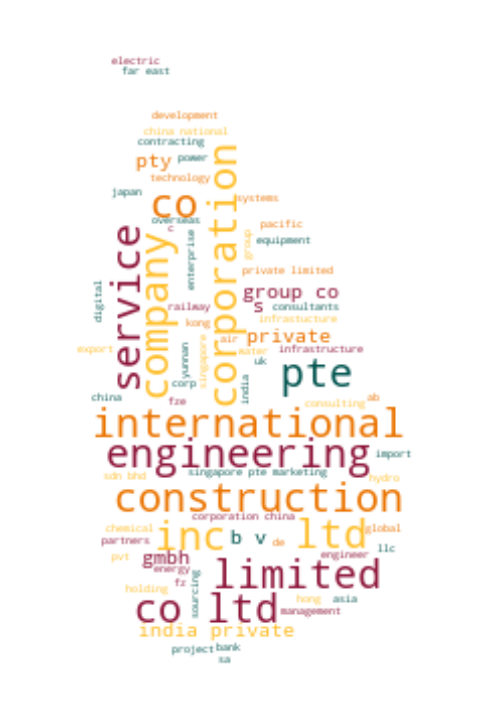 electric
far east
development
china national
contracting
pty power
technology
japan
co systems
overseas
c
pacific
equipment
group
enterprise
corporation
company
service
private limited
digital
group co
s consultants
railway
infrastucture
kong
air private
water infrastructure
export
singapore
yunnan
uk
pte
corp
india
china
fze
ab
consulting
international
engineering
import
singapore pte marketing
sdn bhd
hydro
construction
corporation china
chemical
inc b v ltd global
partners
de
llc
pvt
gmbh
engineer
energy
limited
fz
sourcing
holding
hong asia
co ltd
management
india private
project bank
sa